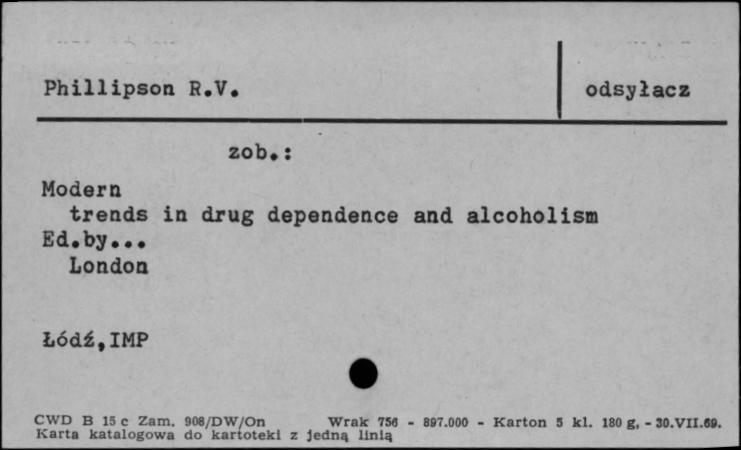 Phillipson R.V.
odsyłacz
zob.:
Modern
trends in drug dependence and alcoholism
Ed.by...
London
Łódź,IMP
CWD B 15 c Zam. 908/DW/On Wrak 756 - 897.000 - Karton 5 kl. 180 g, - 30.VII.69.
Karta katalogowa do kartoteki z jedną linią